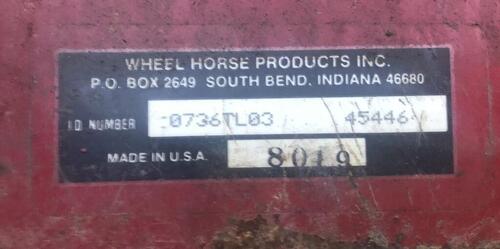 WHEEL HORSE PRODUCTS INC.
P.O. BOX 2649 SOUTH BEND, INDIANA 46680
I.D. NUMBER 0736TL03 45446
MADE IN U.S.A. 8019